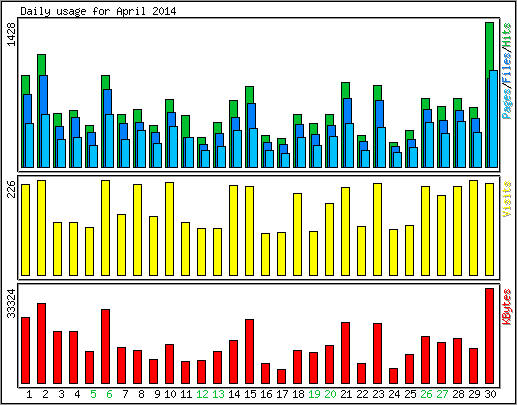 Daily usage for April 2014
1428
Pages/Files/Hits
226
Visits
33324
KBytes
1 2 3 4 5 6 7 8 9 10 11 12 13 14 15 16 17 18 19 20 21 22 23 24 25 26 27 28 29 30